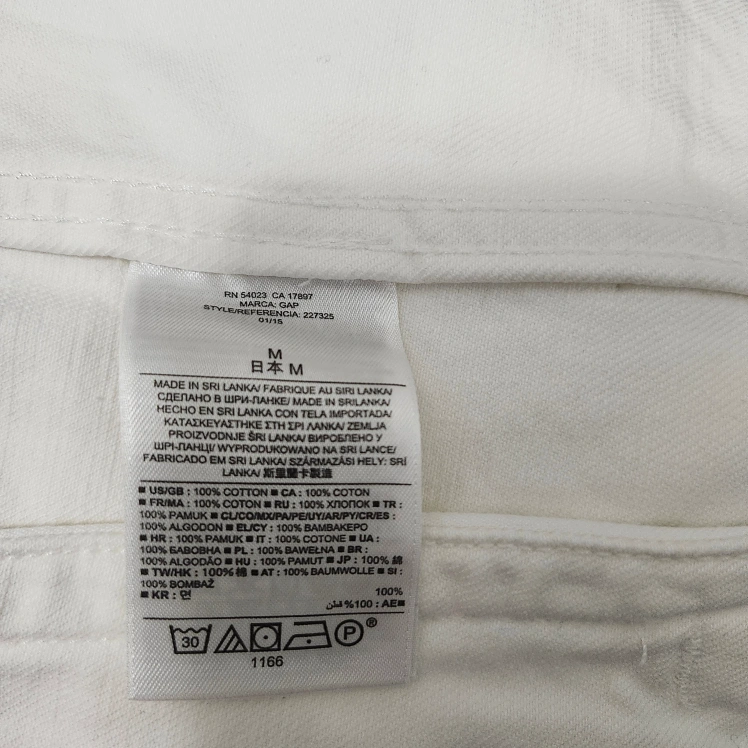 RN 54023 CA 17897
MARCA: GAP
STYLE/REFERENCIA: 227325
01/15
M
日本 M
MADE IN SRI LANKA/ FABRIQUE AU SIRI LANKA/
СДЕЛАНО В ШРИ-ЛАНКЕ/ MADE IN SRILANKA/
HECHO EN SRI LANKA CON TELA IMPORTADA/
ΚΑΤΑΣΚΕΥΑΣΤΗΚΕ ΣΤΗ ΣΡΙ ΛΑΝΚΑ/ ZEMLJA
PROIZVODNJE ŠRI LANKA/ ВИРОБЛЕНО У
ШРІ-ЛАНЦІ/ WYPRODUKOWANO NA SRI LANCE/
FABRICADO EM SRI LANKA/ SZÁRMAZÁSI HELY: SRÍ
LANKA/ 斯里蘭卡製造
■ US/GB : 100% COTTON ■ CA : 100% COTON
■ FR/MA : 100% COTON ■ RU : 100% ХЛОПОК ■ TR :
100% PAMUK ■ CL/CO/MX/PA/PE/UY/AR/PY/CR/ES :
100% ALGODON ■ EL/CY : 100% ΒΑΜΒΑΚΕΡΟ
■ HR : 100% PAMUK ■ IT : 100% COTONE ■ UA :
100% БАВОВНА ■ PL : 100% BAWEŁNA ■ BR :
100% ALGODÃO ■ HU : 100% PAMUT ■ JP : 100% 綿
■ TW/HK : 100% 棉 ■ AT : 100% BAUMWOLLE ■ SI :
100% BOMBAŽ
■ KR : 면 100%
■AE : 100% قطن
30 P ®
1166